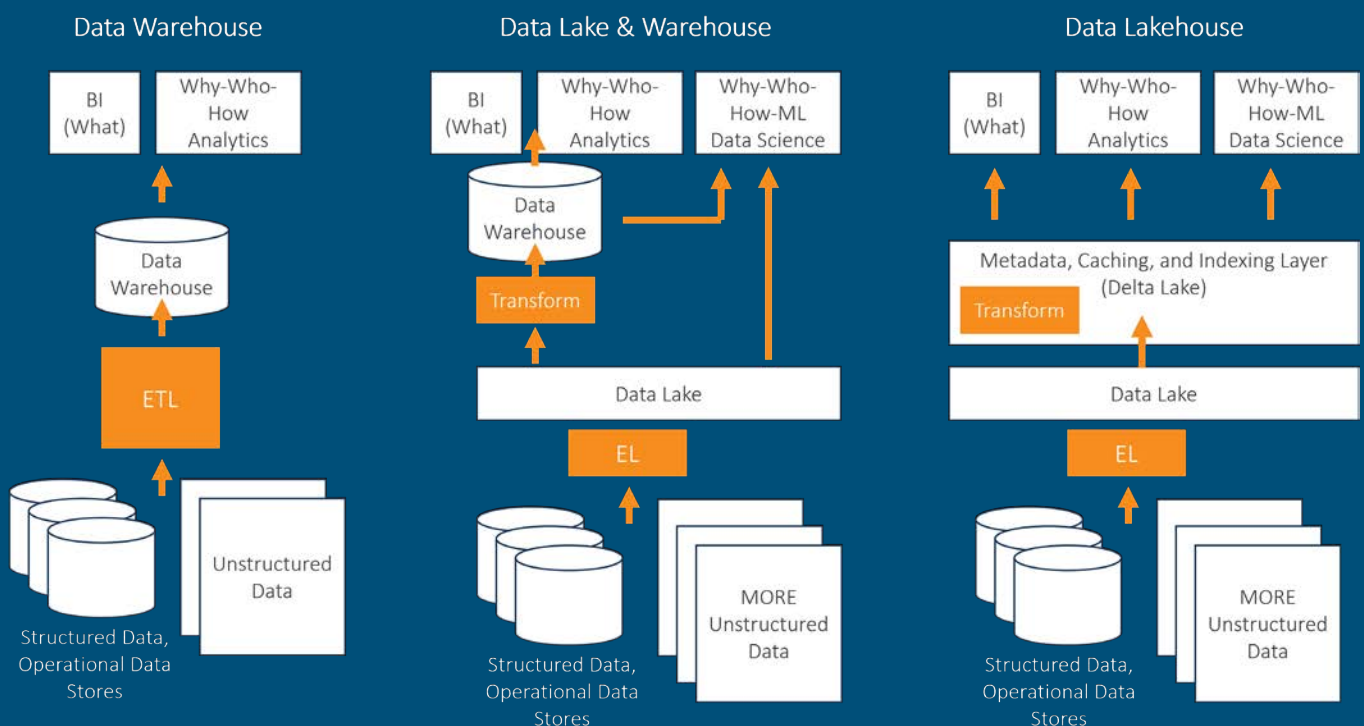 Data Warehouse
BI
(What)
Why-Who-
How
Analytics
Data
Warehouse
ETL
Unstructured
Data
Structured Data,
Operational Data
Stores
Data Lake & Warehouse
BI
(What)
Why-Who-
How
Analytics
Why-Who-
How-ML
Data Science
Data
Warehouse
Transform
Data Lake
EL
MORE
Unstructured
Data
Structured Data,
Operational Data
Stores
Data Lakehouse
BI
(What)
Why-Who-
How
Analytics
Why-Who-
How-ML
Data Science
Metadata, Caching, and Indexing Layer
(Delta Lake)
Transform
Data Lake
EL
MORE
Unstructured
Data
Structured Data,
Operational Data
Stores